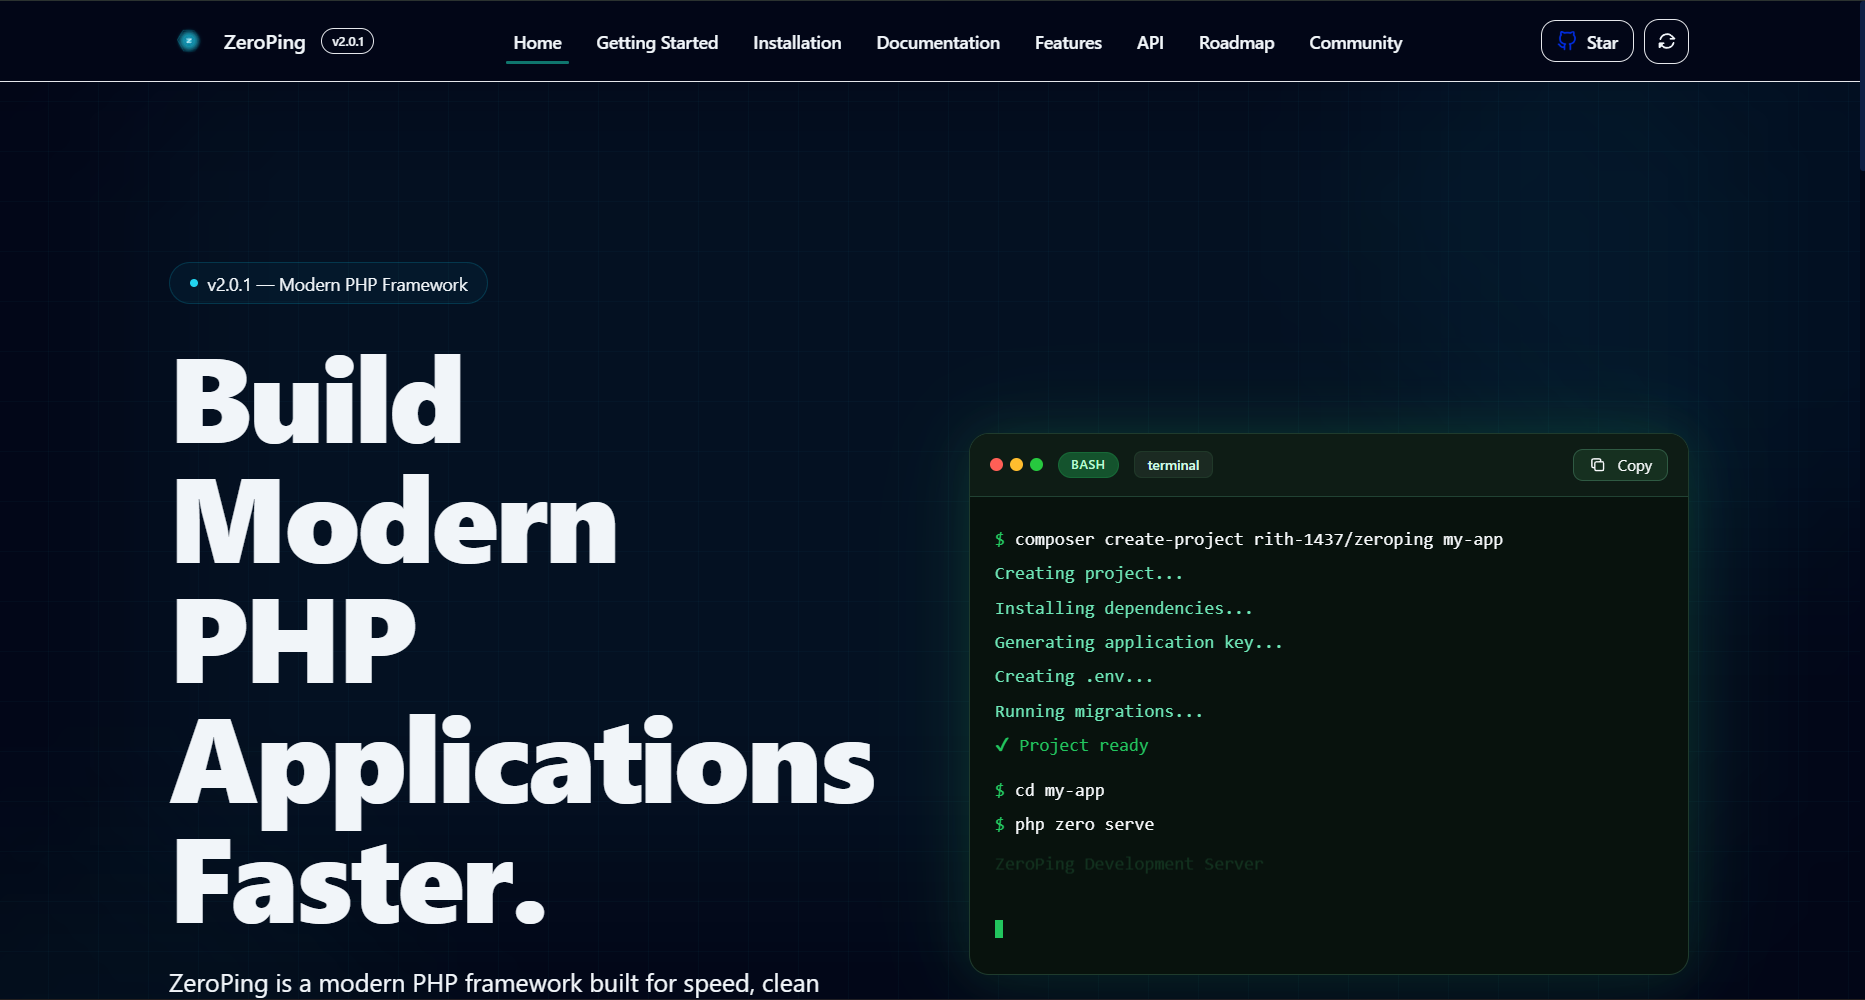 ZeroPing v2.0.1 Home Getting Started Installation Documentation Features API Roadmap Community Star
v2.0.1 — Modern PHP Framework
Build
Modern
PHP
Applications
Faster.
ZeroPing is a modern PHP framework built for speed, clean
BASH terminal Copy
$ composer create-project rith-1437/zeroping my-app
Creating project...
Installing dependencies...
Generating application key...
Creating .env...
Running migrations...
✓ Project ready
$ cd my-app
$ php zero serve
ZeroPing Development Server